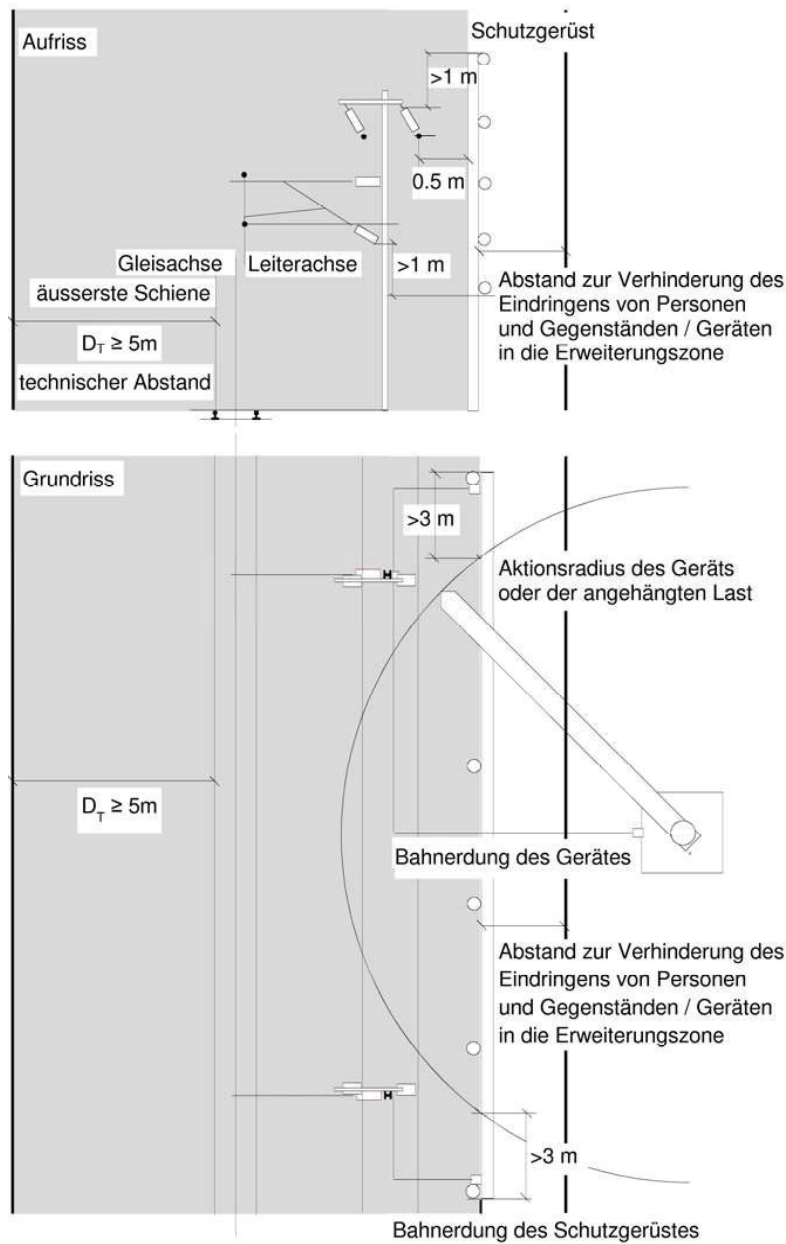 Aufriss
Schutzgerüst
>1 m
0.5 m
Gleisachse
Leiterachse
>1 m
äusserste Schiene
Abstand zur Verhinderung des
Eindringens von Personen
und Gegenständen / Geräten
in die Erweiterungszone
DT ≥ 5m
technischer Abstand
Grundriss
>3 m
Aktionsradius des Geräts
oder der angehängten Last
DT ≥ 5m
Bahnerdung des Gerätes
Abstand zur Verhinderung des
Eindringens von Personen
und Gegenständen / Geräten
in die Erweiterungszone
>3 m
Bahnerdung des Schutzgerüstes